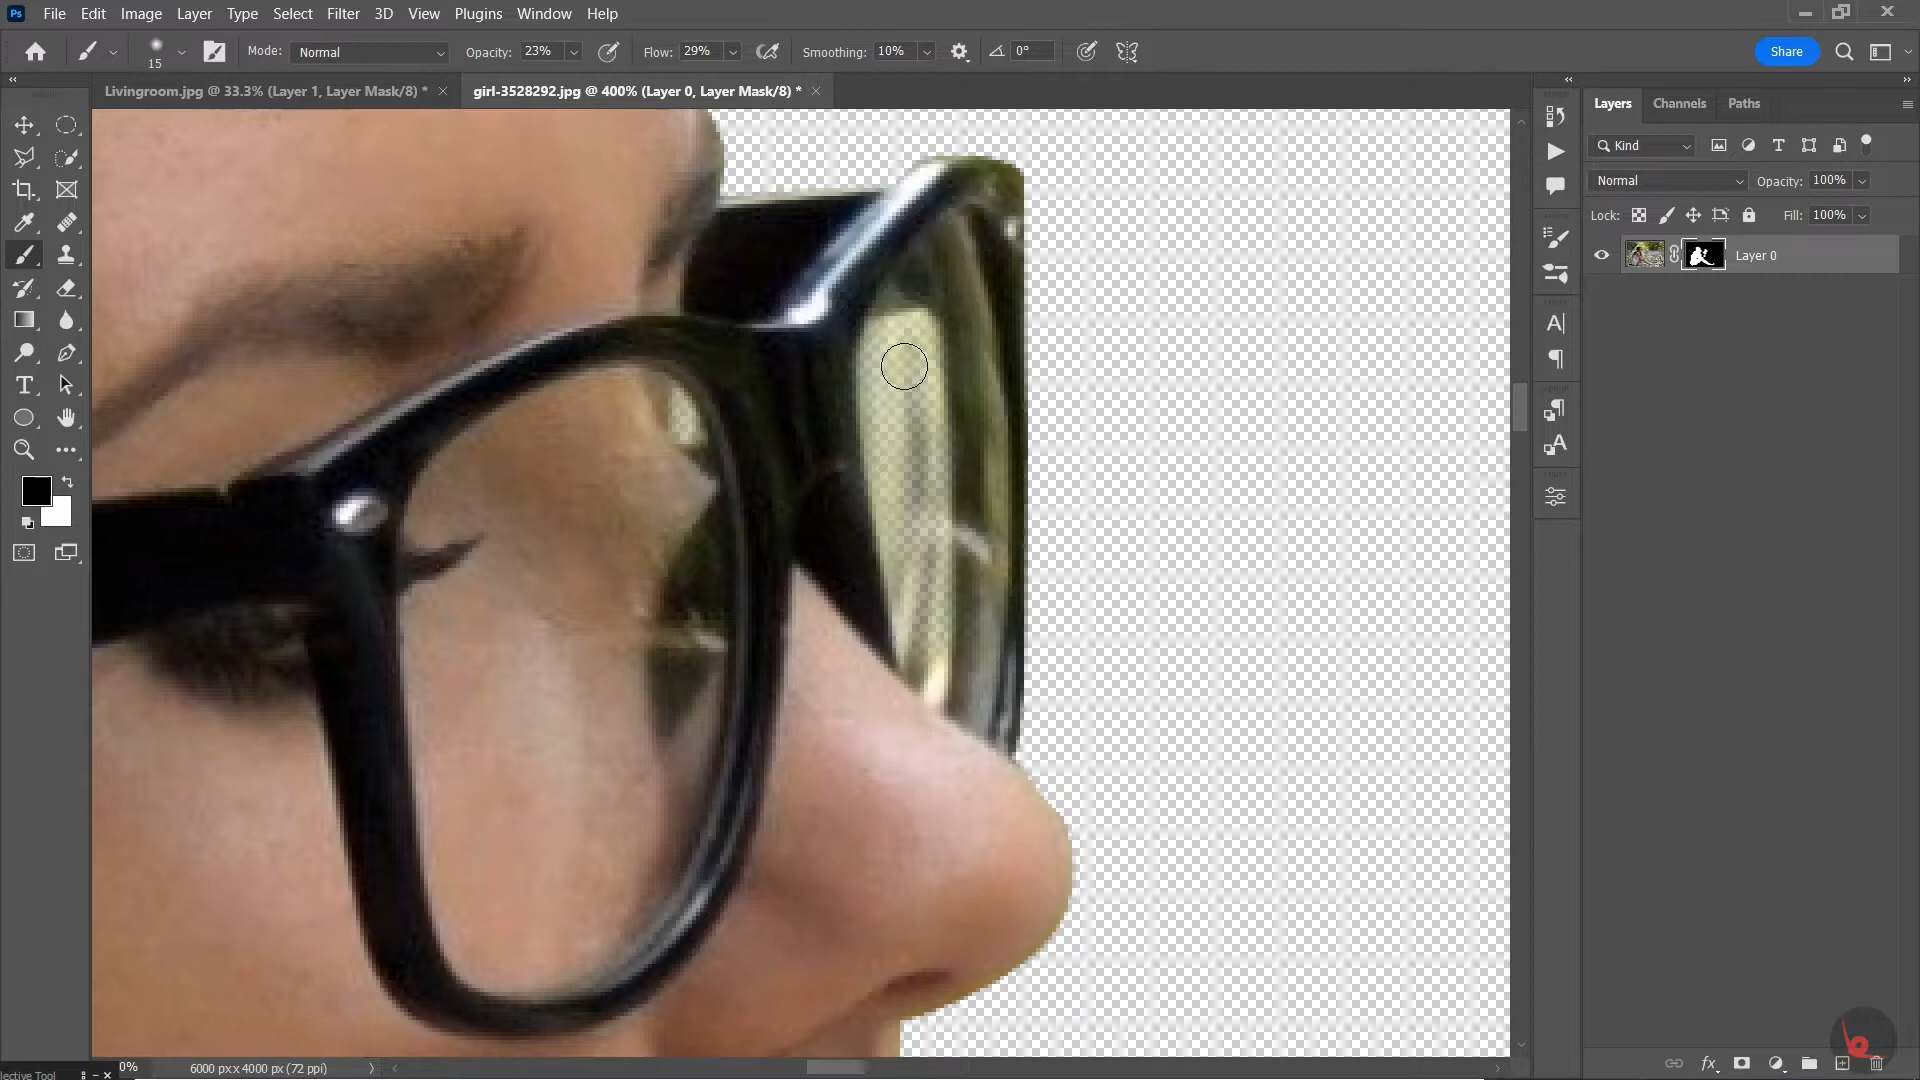 Ps File Edit Image Layer Type Select Filter 3D View Plugins Window Help
15 Mode: Normal Opacity: 23% Flow: 29% Smoothing: 10% 0° Share
Livingroom.jpg @ 33.3% (Layer 1, Layer Mask/8) * girl-3528292.jpg @ 400% (Layer 0, Layer Mask/8) *
Layers Channels Paths
Kind
Normal Opacity: 100%
Lock: Fill: 100%
Layer 0
0% 6000 px x 4000 px (72 ppi)
lective Tool